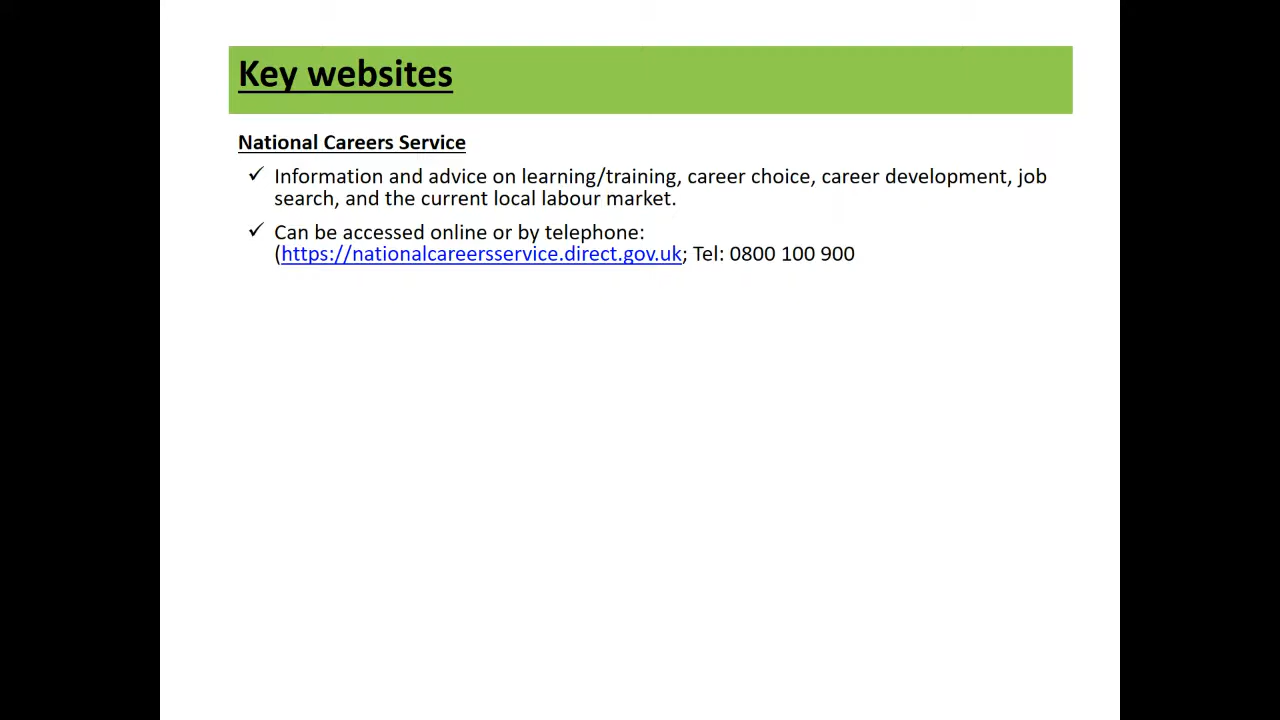 Key websites
National Careers Service
✓ Information and advice on learning/training, career choice, career development, job
search, and the current local labour market.
✓ Can be accessed online or by telephone:
(https://nationalcareersservice.direct.gov.uk; Tel: 0800 100 900